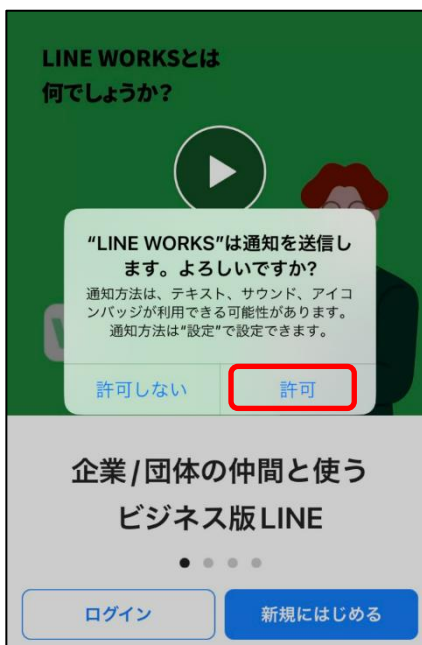 LINE WORKSとは
何でしょうか?
“LINE WORKS”は通知を送信し
ます。よろしいですか?
通知方法は、テキスト、サウンド、アイコ
ンバッジが利用できる可能性があります。
通知方法は“設定”で設定できます。
許可しない
許可
企業/団体の仲間と使う
ビジネス版LINE
ログイン
新規にはじめる